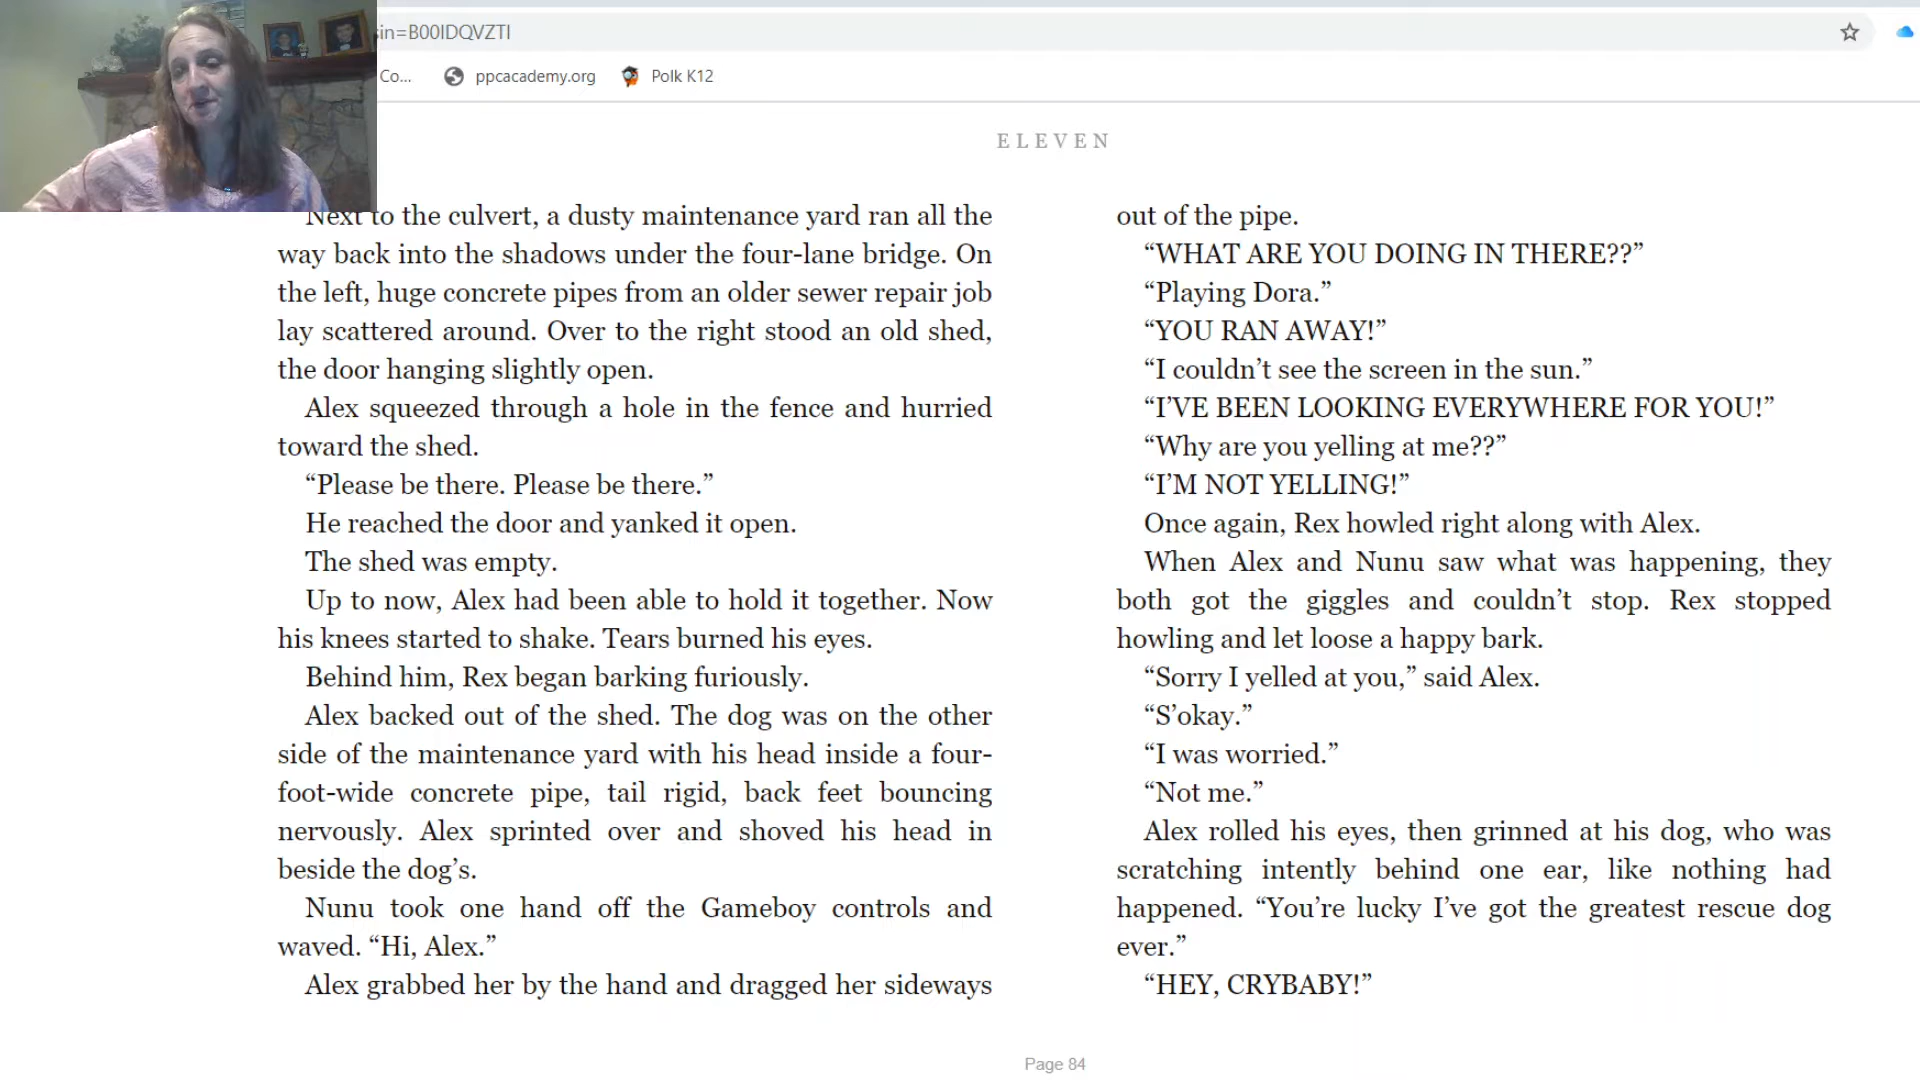 in=B00IDQVZTI
Co...
ppcacademy.org
Polk K12
ELEVEN
Next to the culvert, a dusty maintenance yard ran all the
way back into the shadows under the four-lane bridge. On
the left, huge concrete pipes from an older sewer repair job
lay scattered around. Over to the right stood an old shed,
the door hanging slightly open.
Alex squeezed through a hole in the fence and hurried
toward the shed.
“Please be there. Please be there.”
He reached the door and yanked it open.
The shed was empty.
Up to now, Alex had been able to hold it together. Now
his knees started to shake. Tears burned his eyes.
Behind him, Rex began barking furiously.
Alex backed out of the shed. The dog was on the other
side of the maintenance yard with his head inside a four-
foot-wide concrete pipe, tail rigid, back feet bouncing
nervously. Alex sprinted over and shoved his head in
beside the dog’s.
Nunu took one hand off the Gameboy controls and
waved. “Hi, Alex.”
Alex grabbed her by the hand and dragged her sideways
out of the pipe.
“WHAT ARE YOU DOING IN THERE??”
“Playing Dora.”
“YOU RAN AWAY!”
“I couldn’t see the screen in the sun.”
“I’VE BEEN LOOKING EVERYWHERE FOR YOU!”
“Why are you yelling at me??”
“I’M NOT YELLING!”
Once again, Rex howled right along with Alex.
When Alex and Nunu saw what was happening, they
both got the giggles and couldn’t stop. Rex stopped
howling and let loose a happy bark.
“Sorry I yelled at you,” said Alex.
“S’okay.”
“I was worried.”
“Not me.”
Alex rolled his eyes, then grinned at his dog, who was
scratching intently behind one ear, like nothing had
happened. “You’re lucky I’ve got the greatest rescue dog
ever.”
“HEY, CRYBABY!”
Page 84